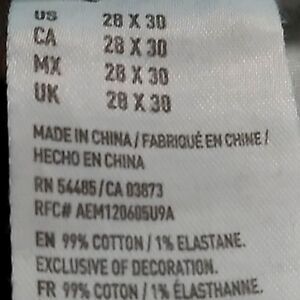 US 28 X 30
CA 28 X 30
MX 28 X 30
UK 28 X 30
MADE IN CHINA / FABRIQUÉ EN CHINE /
HECHO EN CHINA
RN 54485 / CA 03873
RFC# AEM120605U9A
EN 99% COTTON / 1% ELASTANE.
EXCLUSIVE OF DECORATION.
FR 99% COTON / 1% ÉLASTHANNE.